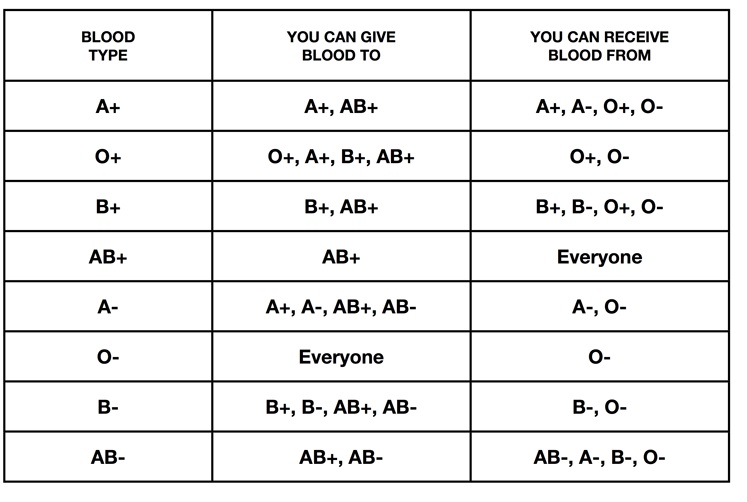 BLOOD TYPE YOU CAN GIVE BLOOD TO YOU CAN RECEIVE BLOOD FROM
A+ A+, AB+ A+, A-, O+, O-
O+ O+, A+, B+, AB+ O+, O-
B+ B+, AB+ B+, B-, O+, O-
AB+ AB+ Everyone
A- A+, A-, AB+, AB- A-, O-
O- Everyone O-
B- B+, B-, AB+, AB- B-, O-
AB- AB+, AB- AB-, A-, B-, O-